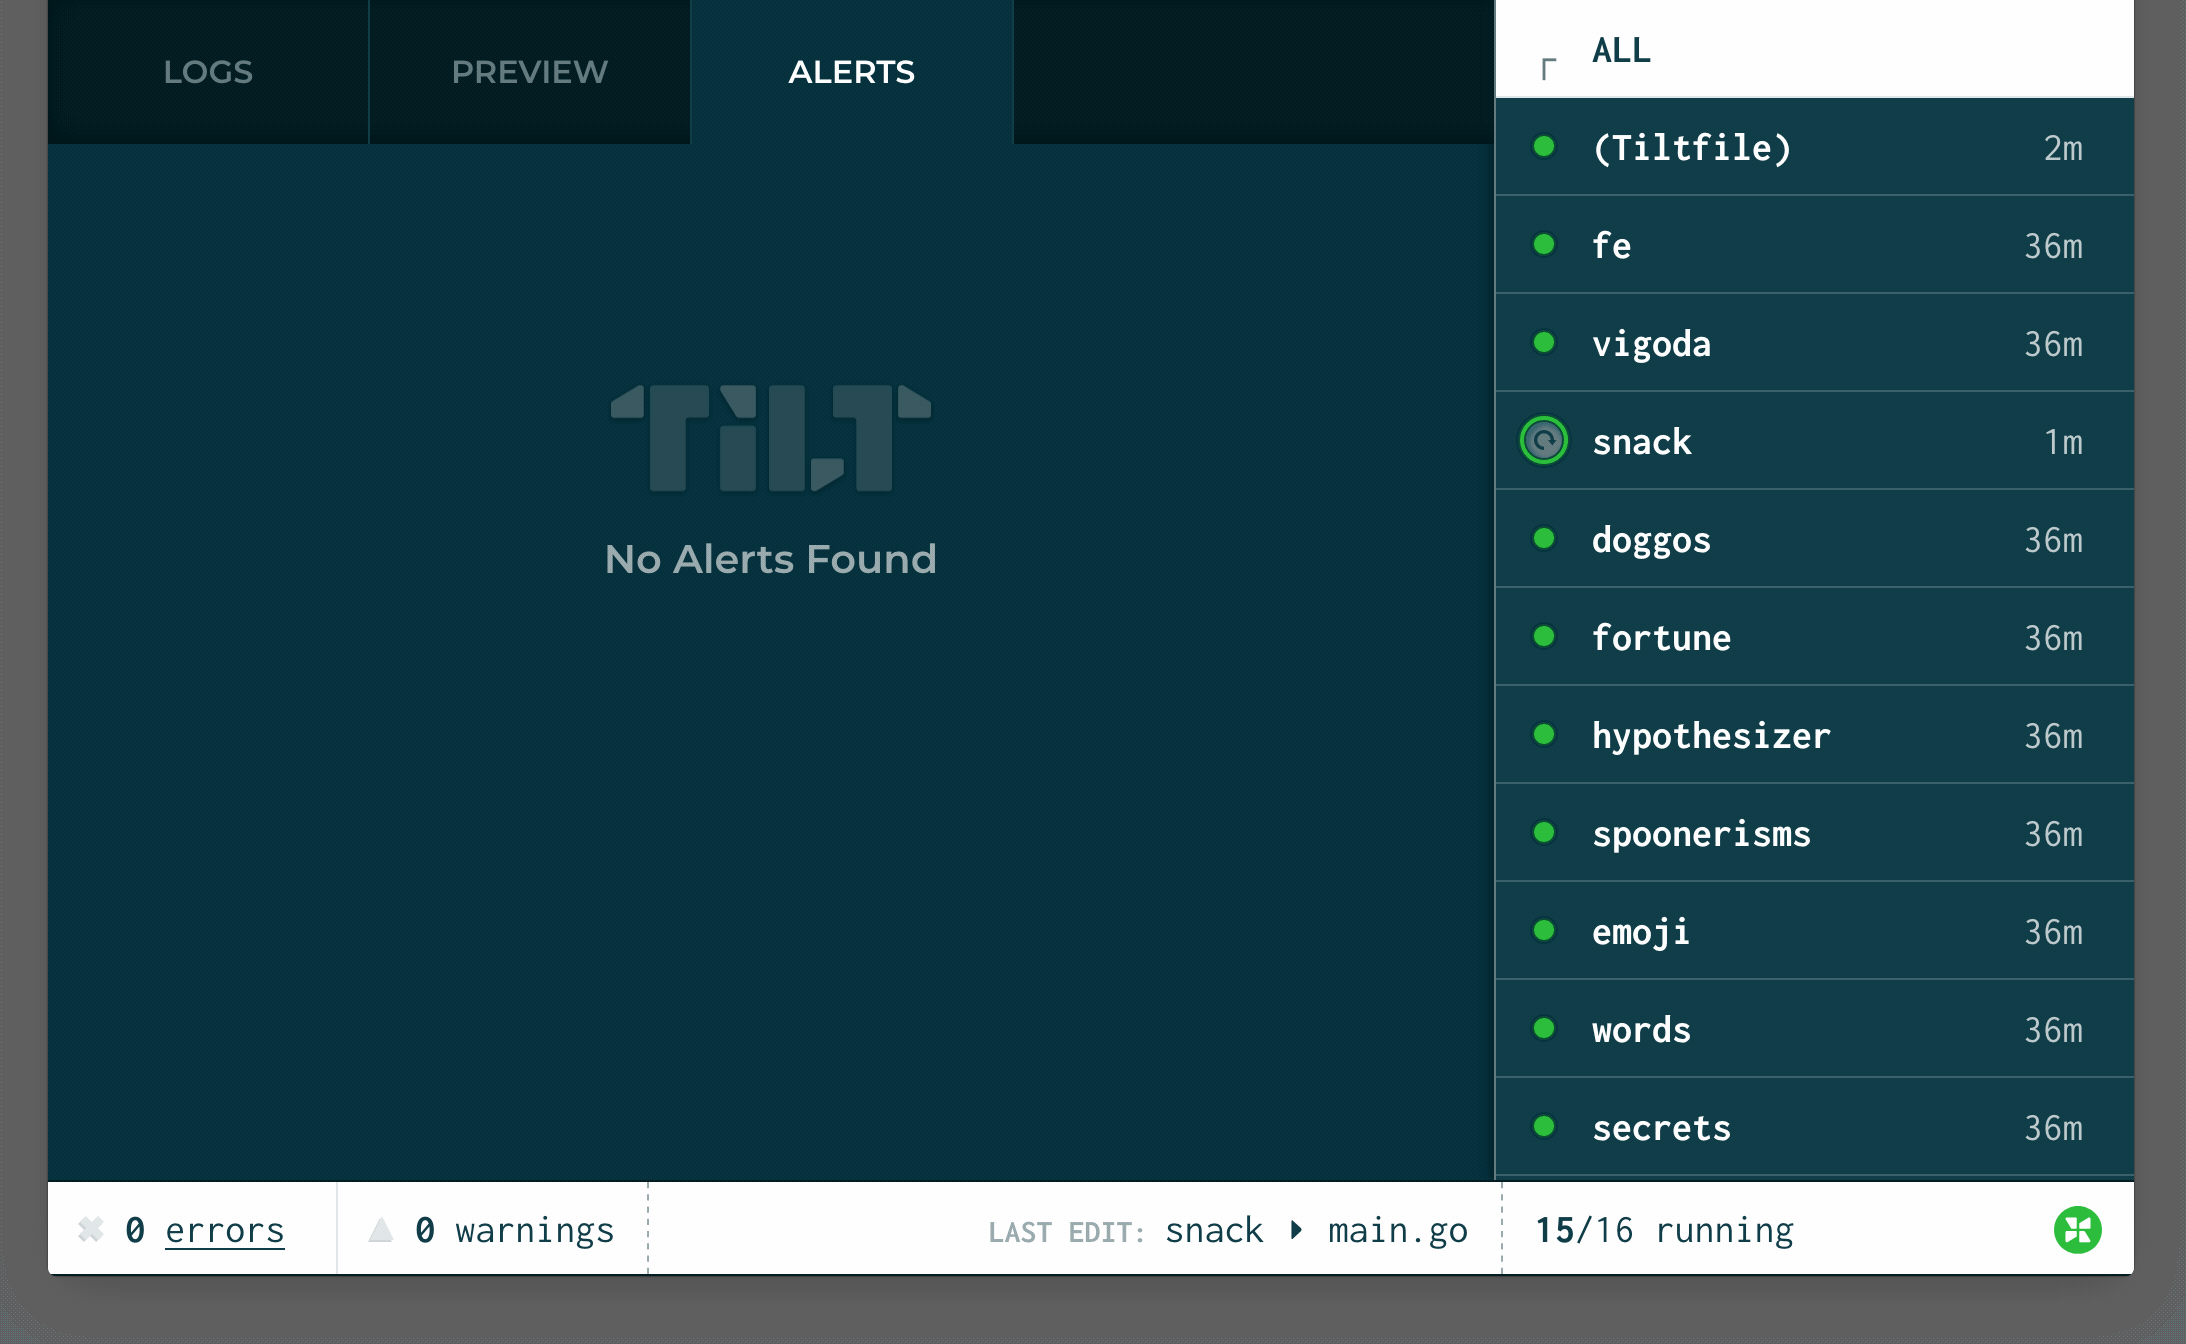 LOGS
PREVIEW
ALERTS
TILT
No Alerts Found
ALL
(Tiltfile) 2m
fe 36m
vigoda 36m
snack 1m
doggos 36m
fortune 36m
hypothesizer 36m
spoonerisms 36m
emoji 36m
words 36m
secrets 36m
0 errors
0 warnings
LAST EDIT: snack ▸ main.go
15/16 running